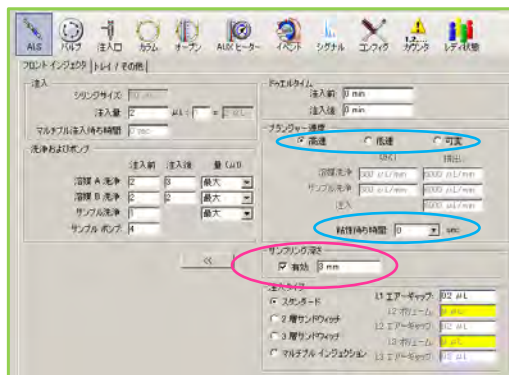 ALS バルブ 注入口 カラム オーブン AUX ヒーター イベント シグナル コンフィグ カウンタ レディ状態
フロント インジェクタ トレイ / その他
注入
シリンジサイズ:
注入量 2 μL :
マルチプル注入待ち時間 0 sec
洗浄およびポンプ
注入前 注入後 量 (μl)
溶媒 A 洗浄 2 3 最大
溶媒 B 洗浄 2 2 最大
サンプル洗浄 1 最大
サンプル ポンプ 4
<<
ドゥエルタイム
注入前: 0 min
注入後: 0 min
プランジャー速度
高速 低速 可変
吸引 排出
溶媒洗浄 300 μL/min 6000 μL/min
サンプル洗浄 300 μL/min 6000 μL/min
注入 6000 μL/min
粘性待ち時間: 0 sec
サンプリング深さ
有効 3 mm
注入タイプ
スタンダード
2 層サンドウィッチ
3 層サンドウィッチ
マルチプル インジェクション
L1 エアーギャップ: 0.2 μL
L2 ボリューム:
L2 エアーギャップ: 0.2 μL
L3 ボリューム:
L3 エアーギャップ: 0.2 μL